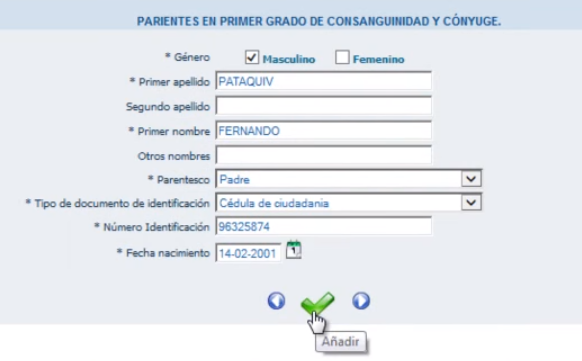 PARIENTES EN PRIMER GRADO DE CONSANGUINIDAD Y CÓNYUGE.
* Género Masculino Femenino
* Primer apellido PATAQUIV
Segundo apellido
* Primer nombre FERNANDO
Otros nombres
* Parentesco Padre
* Tipo de documento de identificación Cédula de ciudadania
* Número Identificación 96325874
* Fecha nacimiento 14-02-2001 1
Añadir